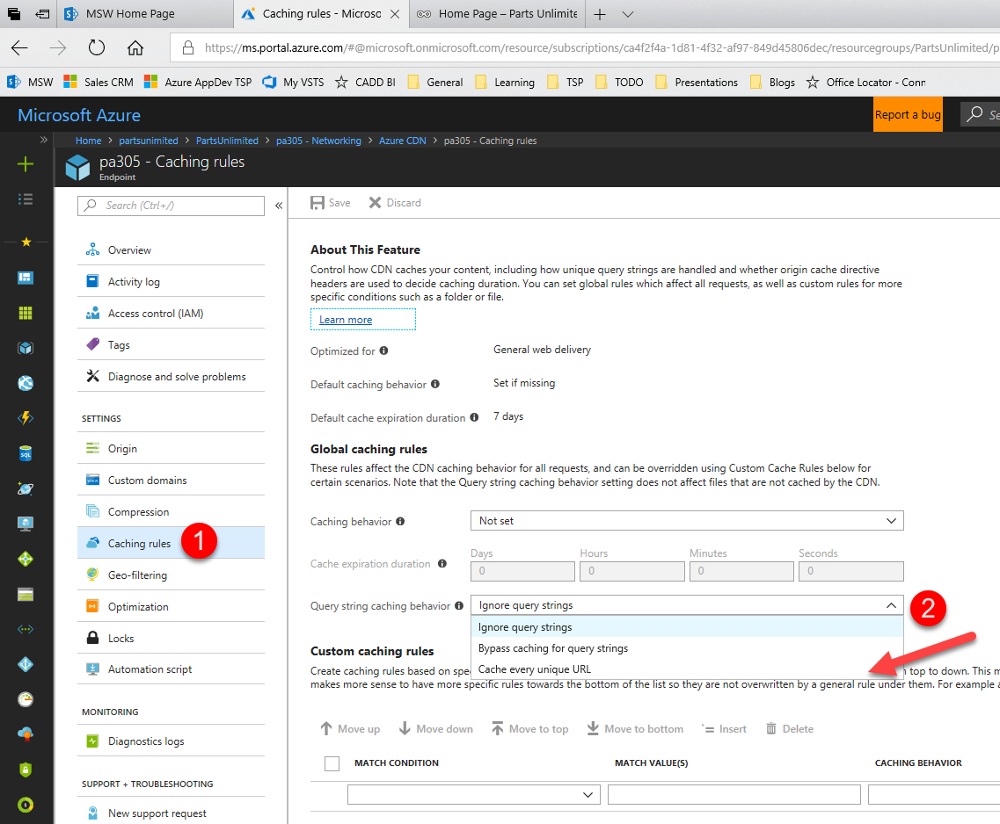 MSW Home Page
Caching rules - Microso
Home Page – Parts Unlimite
https://ms.portal.azure.com/#@microsoft.onmicrosoft.com/resource/subscriptions/ca4f2f4a-1d81-4f32-af97-849d45806dec/resourcegroups/PartsUnlimited/p
MSW Sales CRM Azure AppDev TSP My VSTS CADD BI General Learning TSP TODO Presentations Blogs Office Locator - Conn
Microsoft Azure
Report a bug
Se
Home > partsunimited > PartsUnlimited > pa305 - Networking > Azure CDN > pa305 - Caching rules
pa305 - Caching rules
Endpoint
Search (Ctrl+/)
Overview
Activity log
Access control (IAM)
Tags
Diagnose and solve problems
SETTINGS
Origin
Custom domains
Compression
Caching rules
1
Geo-filtering
Optimization
Locks
Automation script
MONITORING
Diagnostics logs
SUPPORT + TROUBLESHOOTING
New support request
Save Discard
About This Feature
Control how CDN caches your content, including how unique query strings are handled and whether origin cache directive
headers are used to decide caching duration. You can set global rules which affect all requests, as well as custom rules for more
specific conditions such as a folder or file.
Learn more
Optimized for General web delivery
Default caching behavior Set if missing
Default cache expiration duration 7 days
Global caching rules
These rules affect the CDN caching behavior for all requests, and can be overridden using Custom Cache Rules below for
certain scenarios. Note that the Query string caching behavior setting does not affect files that are not cached by the CDN.
Caching behavior Not set
Days Hours Minutes Seconds
Cache expiration duration 0 0 0 0
Query string caching behavior Ignore query strings
2
Ignore query strings
Bypass caching for query strings
Cache every unique URL
Custom caching rules
Create caching rules based on spe top to down. This m
makes more sense to have more specific rules towards the bottom of the list so they are not overwritten by a general rule under them. For example a
Move up Move down Move to top Move to bottom Insert Delete
MATCH CONDITION MATCH VALUE(S) CACHING BEHAVIOR